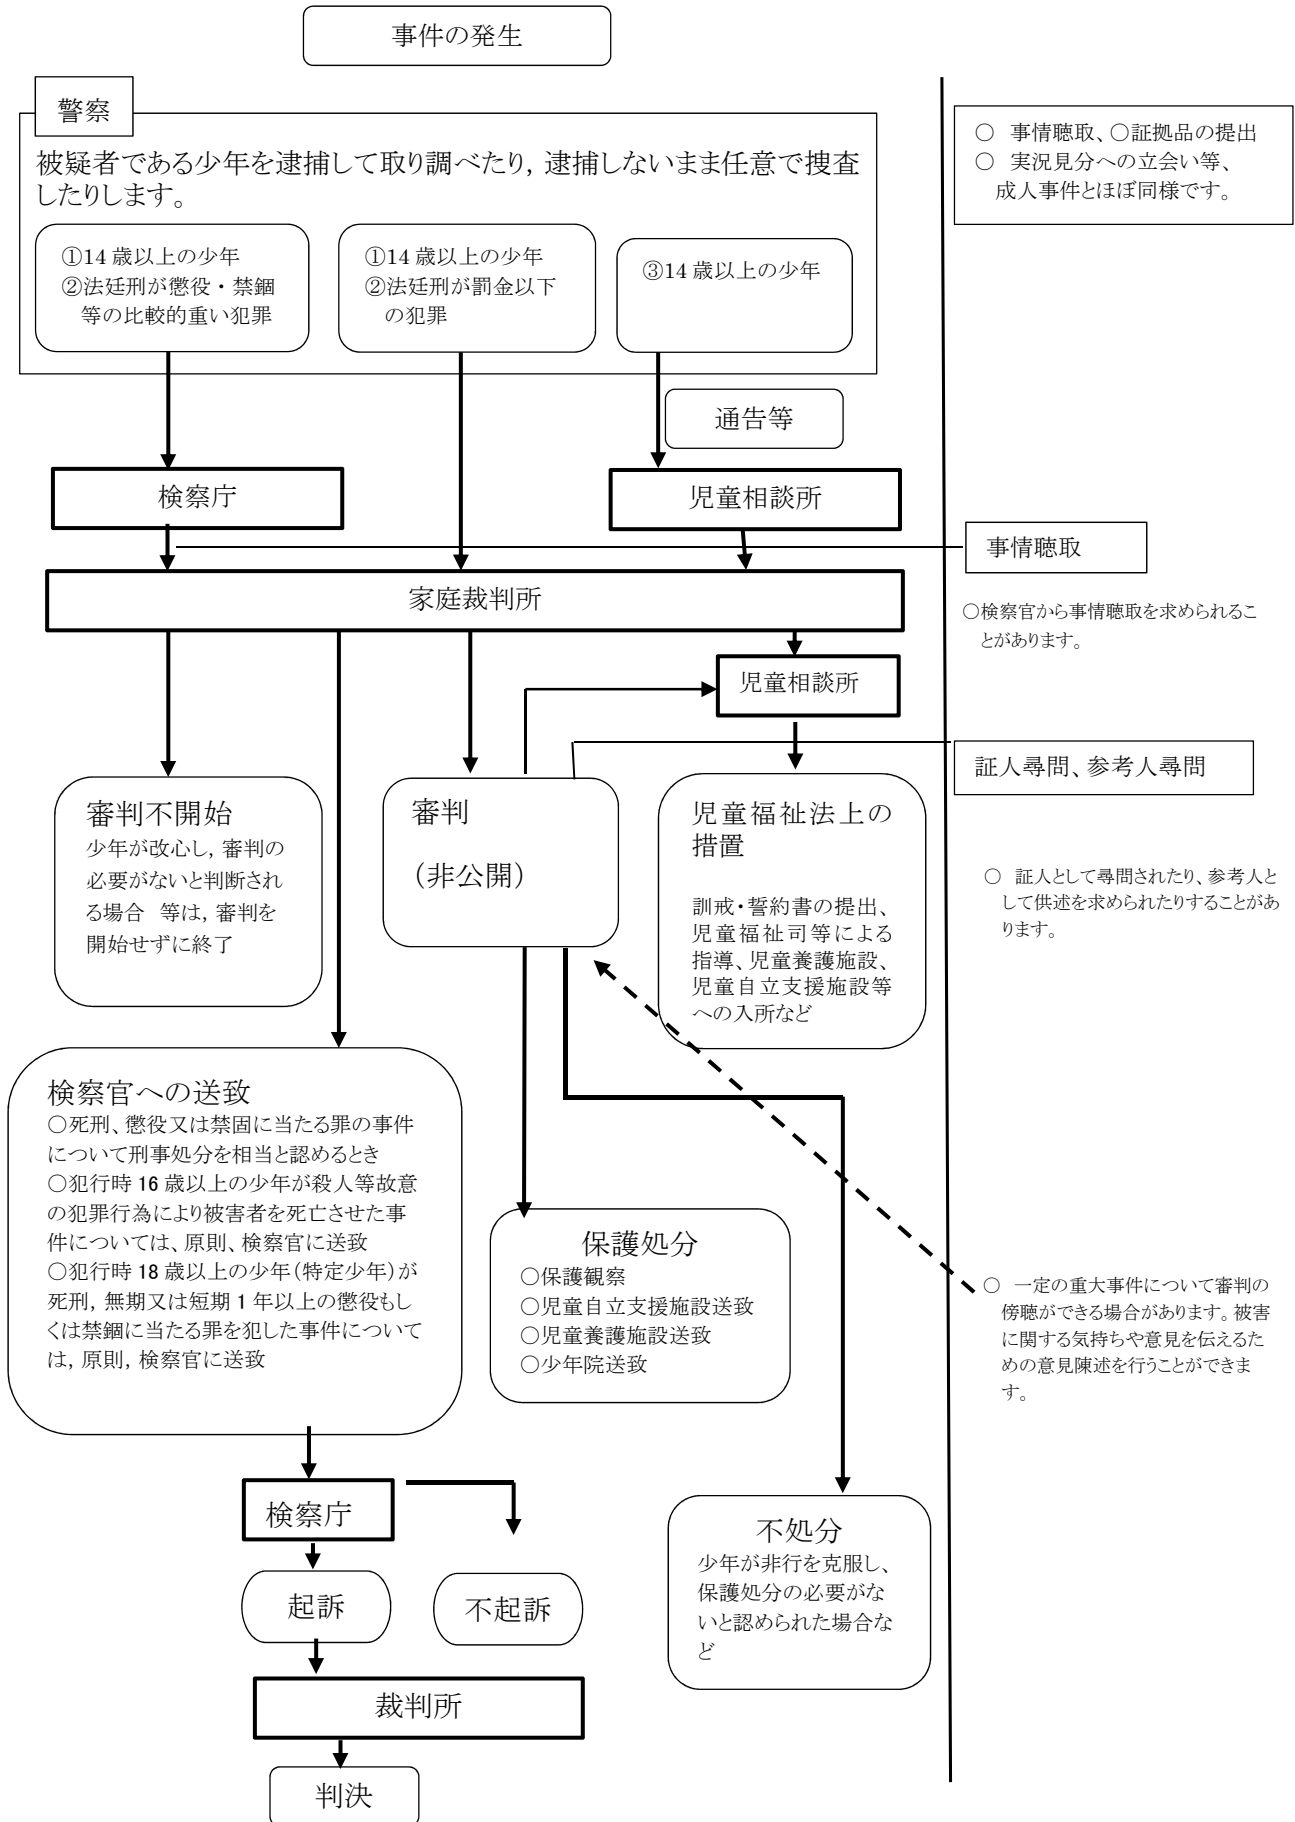 事件の発生
警察
被疑者である少年を逮捕して取り調べたり，逮捕しないまま任意で捜査
したりします。
①14 歳以上の少年
②法廷刑が懲役・禁錮
等の比較的重い犯罪
①14 歳以上の少年
②法廷刑が罰金以下
の犯罪
③14 歳以上の少年
○ 事情聴取、○証拠品の提出
○ 実況見分への立会い等、
成人事件とほぼ同様です。
通告等
検察庁
児童相談所
事情聴取
○検察官から事情聴取を求められるこ
とがあります。
家庭裁判所
児童相談所
証人尋問、参考人尋問
○ 証人として尋問されたり、参考人と
して供述を求められたりすることがあ
ります。
審判不開始
少年が改心し，審判の
必要がないと判断され
る場合 等は，審判を
開始せずに終了
審判
（非公開）
児童福祉法上の
措置
訓戒・誓約書の提出、
児童福祉司等による
指導、児童養護施設、
児童自立支援施設等
への入所など
検察官への送致
○死刑、懲役又は禁固に当たる罪の事件
について刑事処分を相当と認めるとき
○犯行時 16 歳以上の少年が殺人等故意
の犯罪行為により被害者を死亡させた事
件については、原則、検察官に送致
○犯行時 18 歳以上の少年（特定少年）が
死刑，無期又は短期 1 年以上の懲役もし
くは禁錮に当たる罪を犯した事件について
は，原則，検察官に送致
保護処分
○保護観察
○児童自立支援施設送致
○児童養護施設送致
○少年院送致
○ 一定の重大事件について審判の
傍聴ができる場合があります。被害
に関する気持ちや意見を伝えるた
めの意見陳述を行うことができま
す。
検察庁
起訴
不起訴
不処分
少年が非行を克服し、
保護処分の必要がな
いと認められた場合な
ど
裁判所
判決